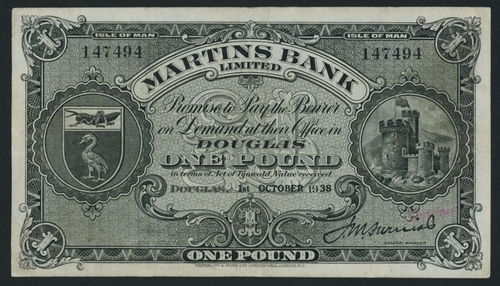 ISLE OF MAN ISLE OF MAN
147494 147494
MARTINS BANK
LIMITED
Promise to Pay the Bearer
on Demand at their Office in
DOUGLAS
ONE POUND
in terms of Act of Tynwald, Value received
DOUGLAS, 1st OCTOBER 1938
GENERAL MANAGER
ONE POUND